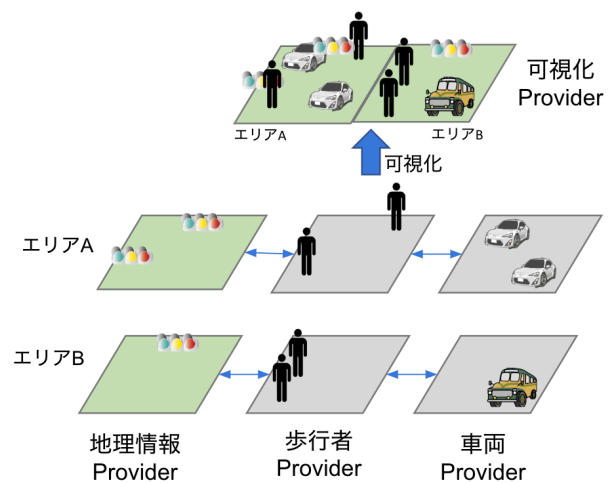 可視化
Provider
エリアA
エリアB
可視化
エリアA
エリアB
地理情報
Provider
歩行者
Provider
車両
Provider